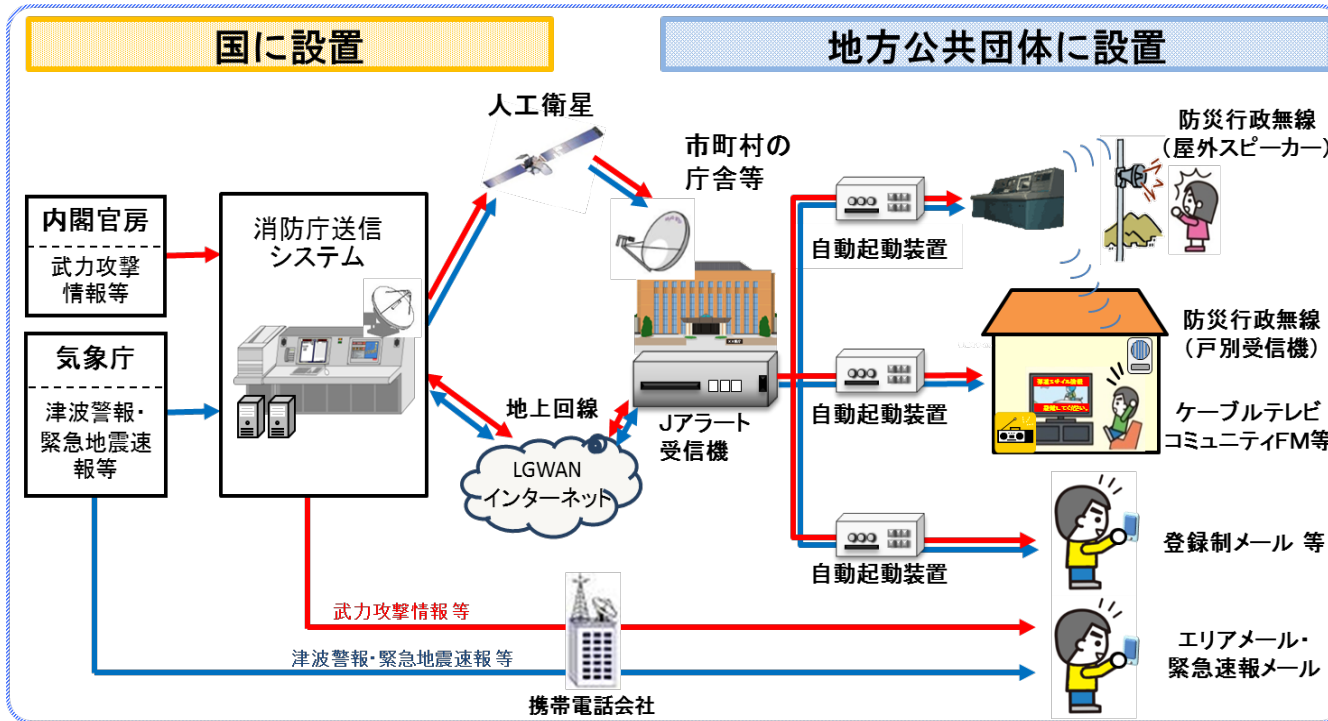 国に設置
地方公共団体に設置
人工衛星
市町村の
庁舎等
防災行政無線
(屋外スピーカー)
内閣官房
武力攻撃
情報等
消防庁送信
システム
自動起動装置
気象庁
津波警報・
緊急地震速
報等
防災行政無線
(戸別受信機)
地上回線
Jアラート
受信機
自動起動装置
ケーブルテレビ
コミュニティFM等
LGWAN
インターネット
自動起動装置
登録制メール 等
武力攻撃情報等
津波警報・緊急地震速報等
携帯電話会社
エリアメール・
緊急速報メール